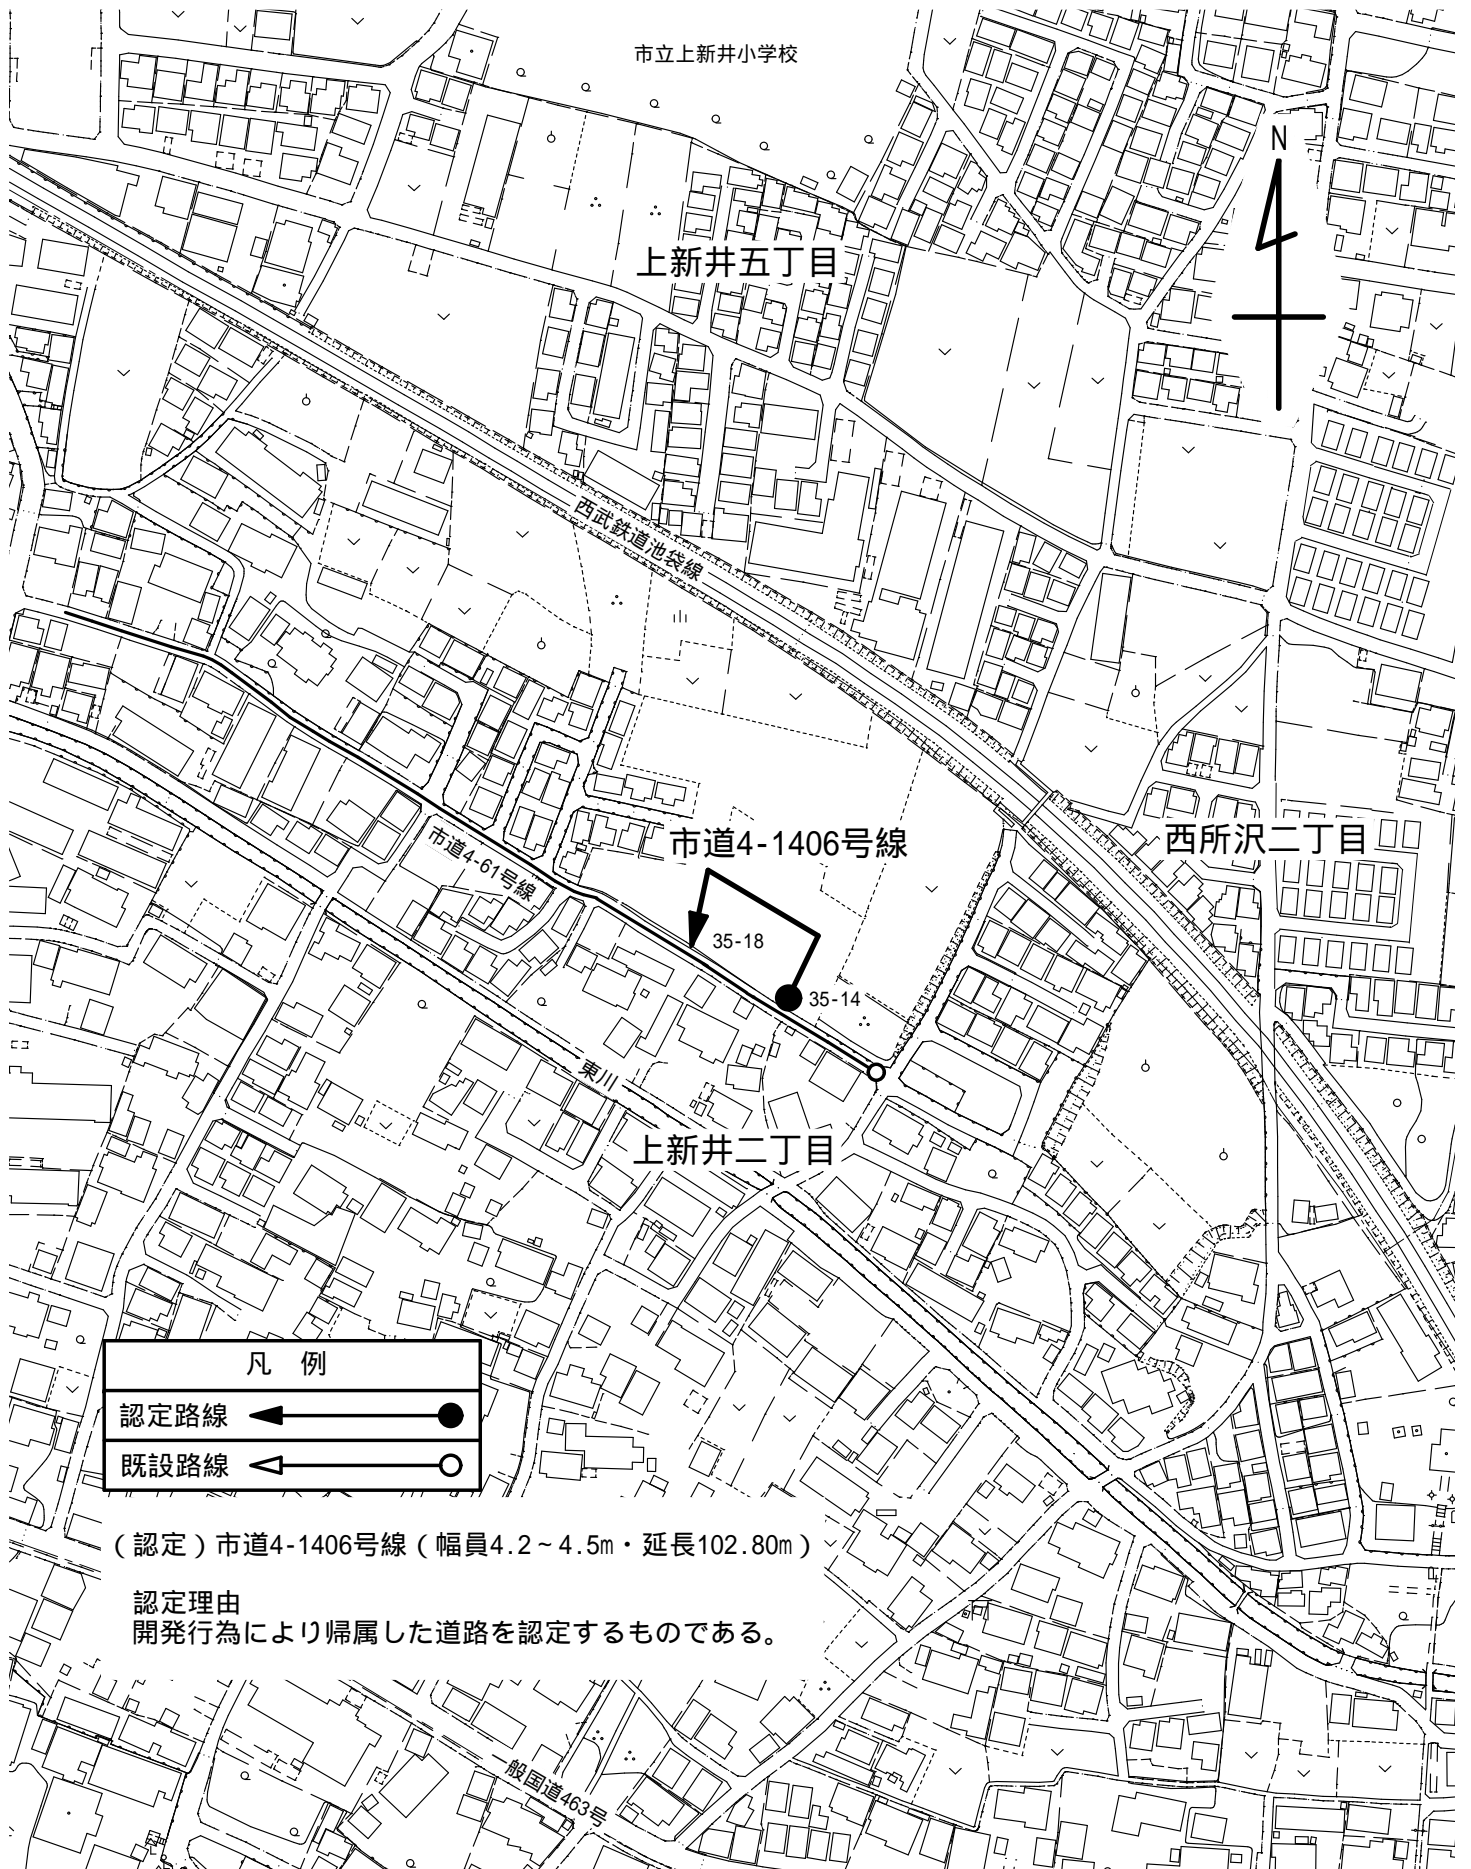 市立上新井小学校
N
上新井五丁目
西武鉄道池袋線
市道4-1406号線
西所沢二丁目
市道4-61号線
35-18
35-14
東川
上新井二丁目
凡 例
認定路線
既設路線
（認定）市道4-1406号線（幅員4.2～4.5m・延長102.80m）
認定理由
開発行為により帰属した道路を認定するものである。
般国道463号